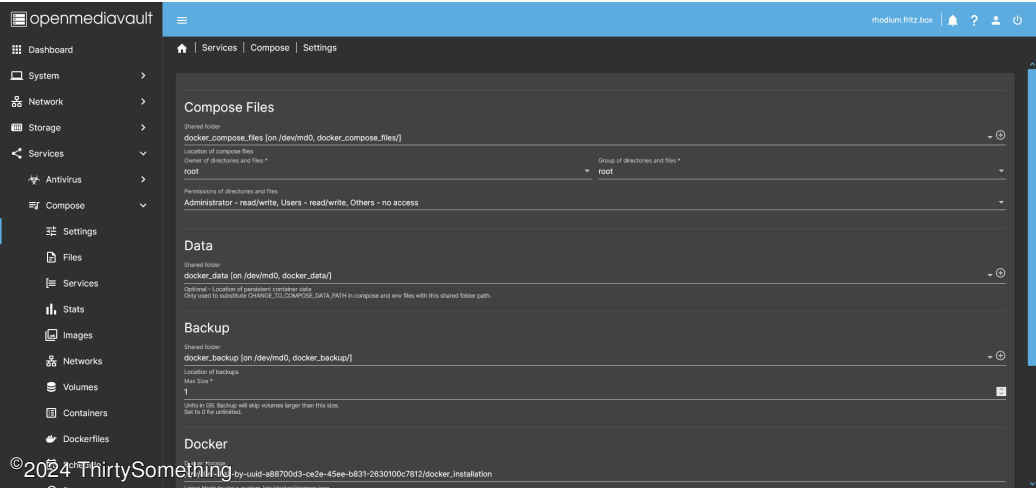 openmediavault
rhodium.fritz.box
Services | Compose | Settings
Dashboard
System
Network
Storage
Services
Antivirus
Compose
Settings
Files
Services
Stats
Images
Networks
Volumes
Containers
Dockerfiles
Compose Files
Shared folder
docker_compose_files [on /dev/md0, docker_compose_files/]
Location of compose files
Owner of directories and files *
root
Group of directories and files *
root
Permissions of directories and files
Administrator - read/write, Users - read/write, Others - no access
Data
Shared folder
docker_data [on /dev/md0, docker_data/]
Optional - Location of persistent container data
Only used to substitute CHANGE_TO_COMPOSE_DATA_PATH in compose and env files with this shared folder path.
Backup
Shared folder
docker_backup [on /dev/md0, docker_backup/]
Location of backups
Max Size *
1
Units in GB. Backup will skip volumes larger than this size.
Set to 0 for unlimited.
Docker
-by-uuid-a88700d3-ce2e-45ee-b831-2630100c7812/docker_installation
©2024 ThirtySomething